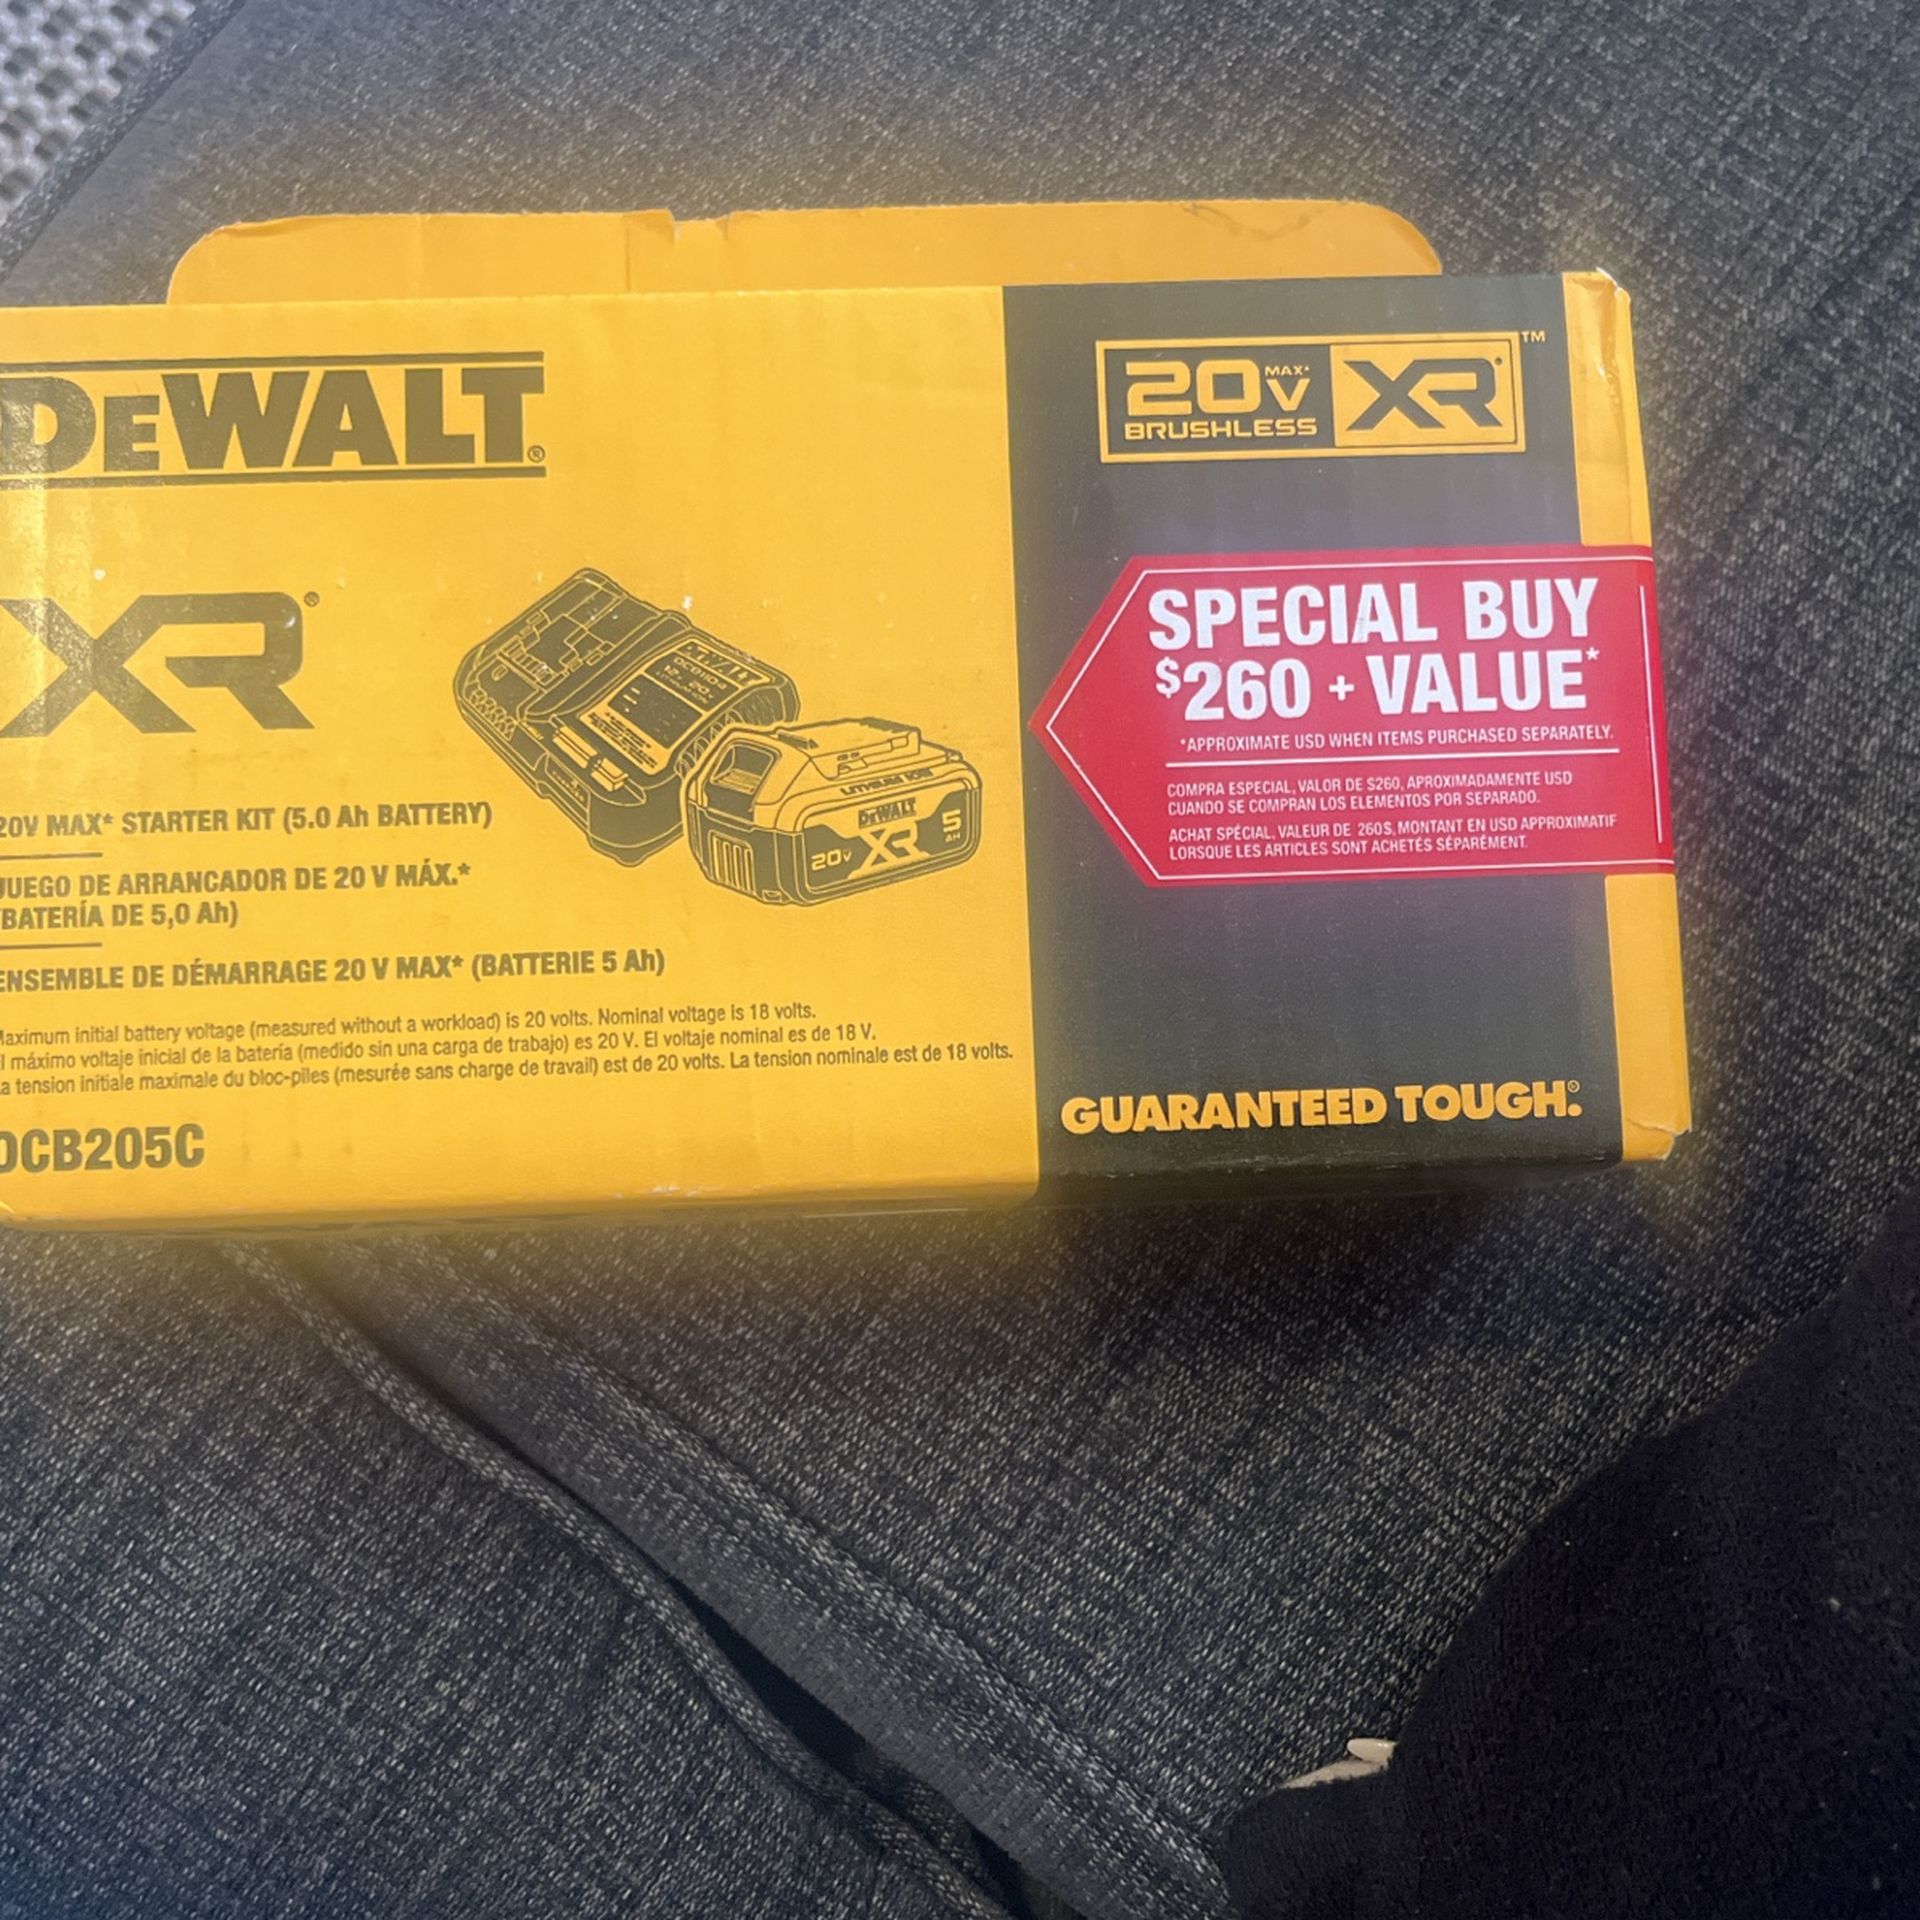 DEWALT®
XR®
20V MAX* STARTER KIT (5.0 Ah BATTERY)
JUEGO DE ARRANCADOR DE 20 V MÁX.*
(BATERÍA DE 5,0 Ah)
ENSEMBLE DE DÉMARRAGE 20 V MAX* (BATTERIE 5 Ah)
Maximum initial battery voltage (measured without a workload) is 20 volts. Nominal voltage is 18 volts.
El máximo voltaje inicial de la batería (medido sin una carga de trabajo) es 20 V. El voltaje nominal es de 18 V.
La tension initiale maximale du bloc-piles (mesurée sans charge de travail) est de 20 volts. La tension nominale est de 18 volts.
DCB205C
LITHIUM ION
DEWALT
20V XR 5 AH
20V MAX* XR® ™
BRUSHLESS
SPECIAL BUY
$260 + VALUE*
*APPROXIMATE USD WHEN ITEMS PURCHASED SEPARATELY.
COMPRA ESPECIAL, VALOR DE $260, APROXIMADAMENTE USD
CUANDO SE COMPRAN LOS ELEMENTOS POR SEPARADO.
ACHAT SPÉCIAL, VALEUR DE 260$, MONTANT EN USD APPROXIMATIF
LORSQUE LES ARTICLES SONT ACHETÉS SÉPARÉMENT.
GUARANTEED TOUGH.®